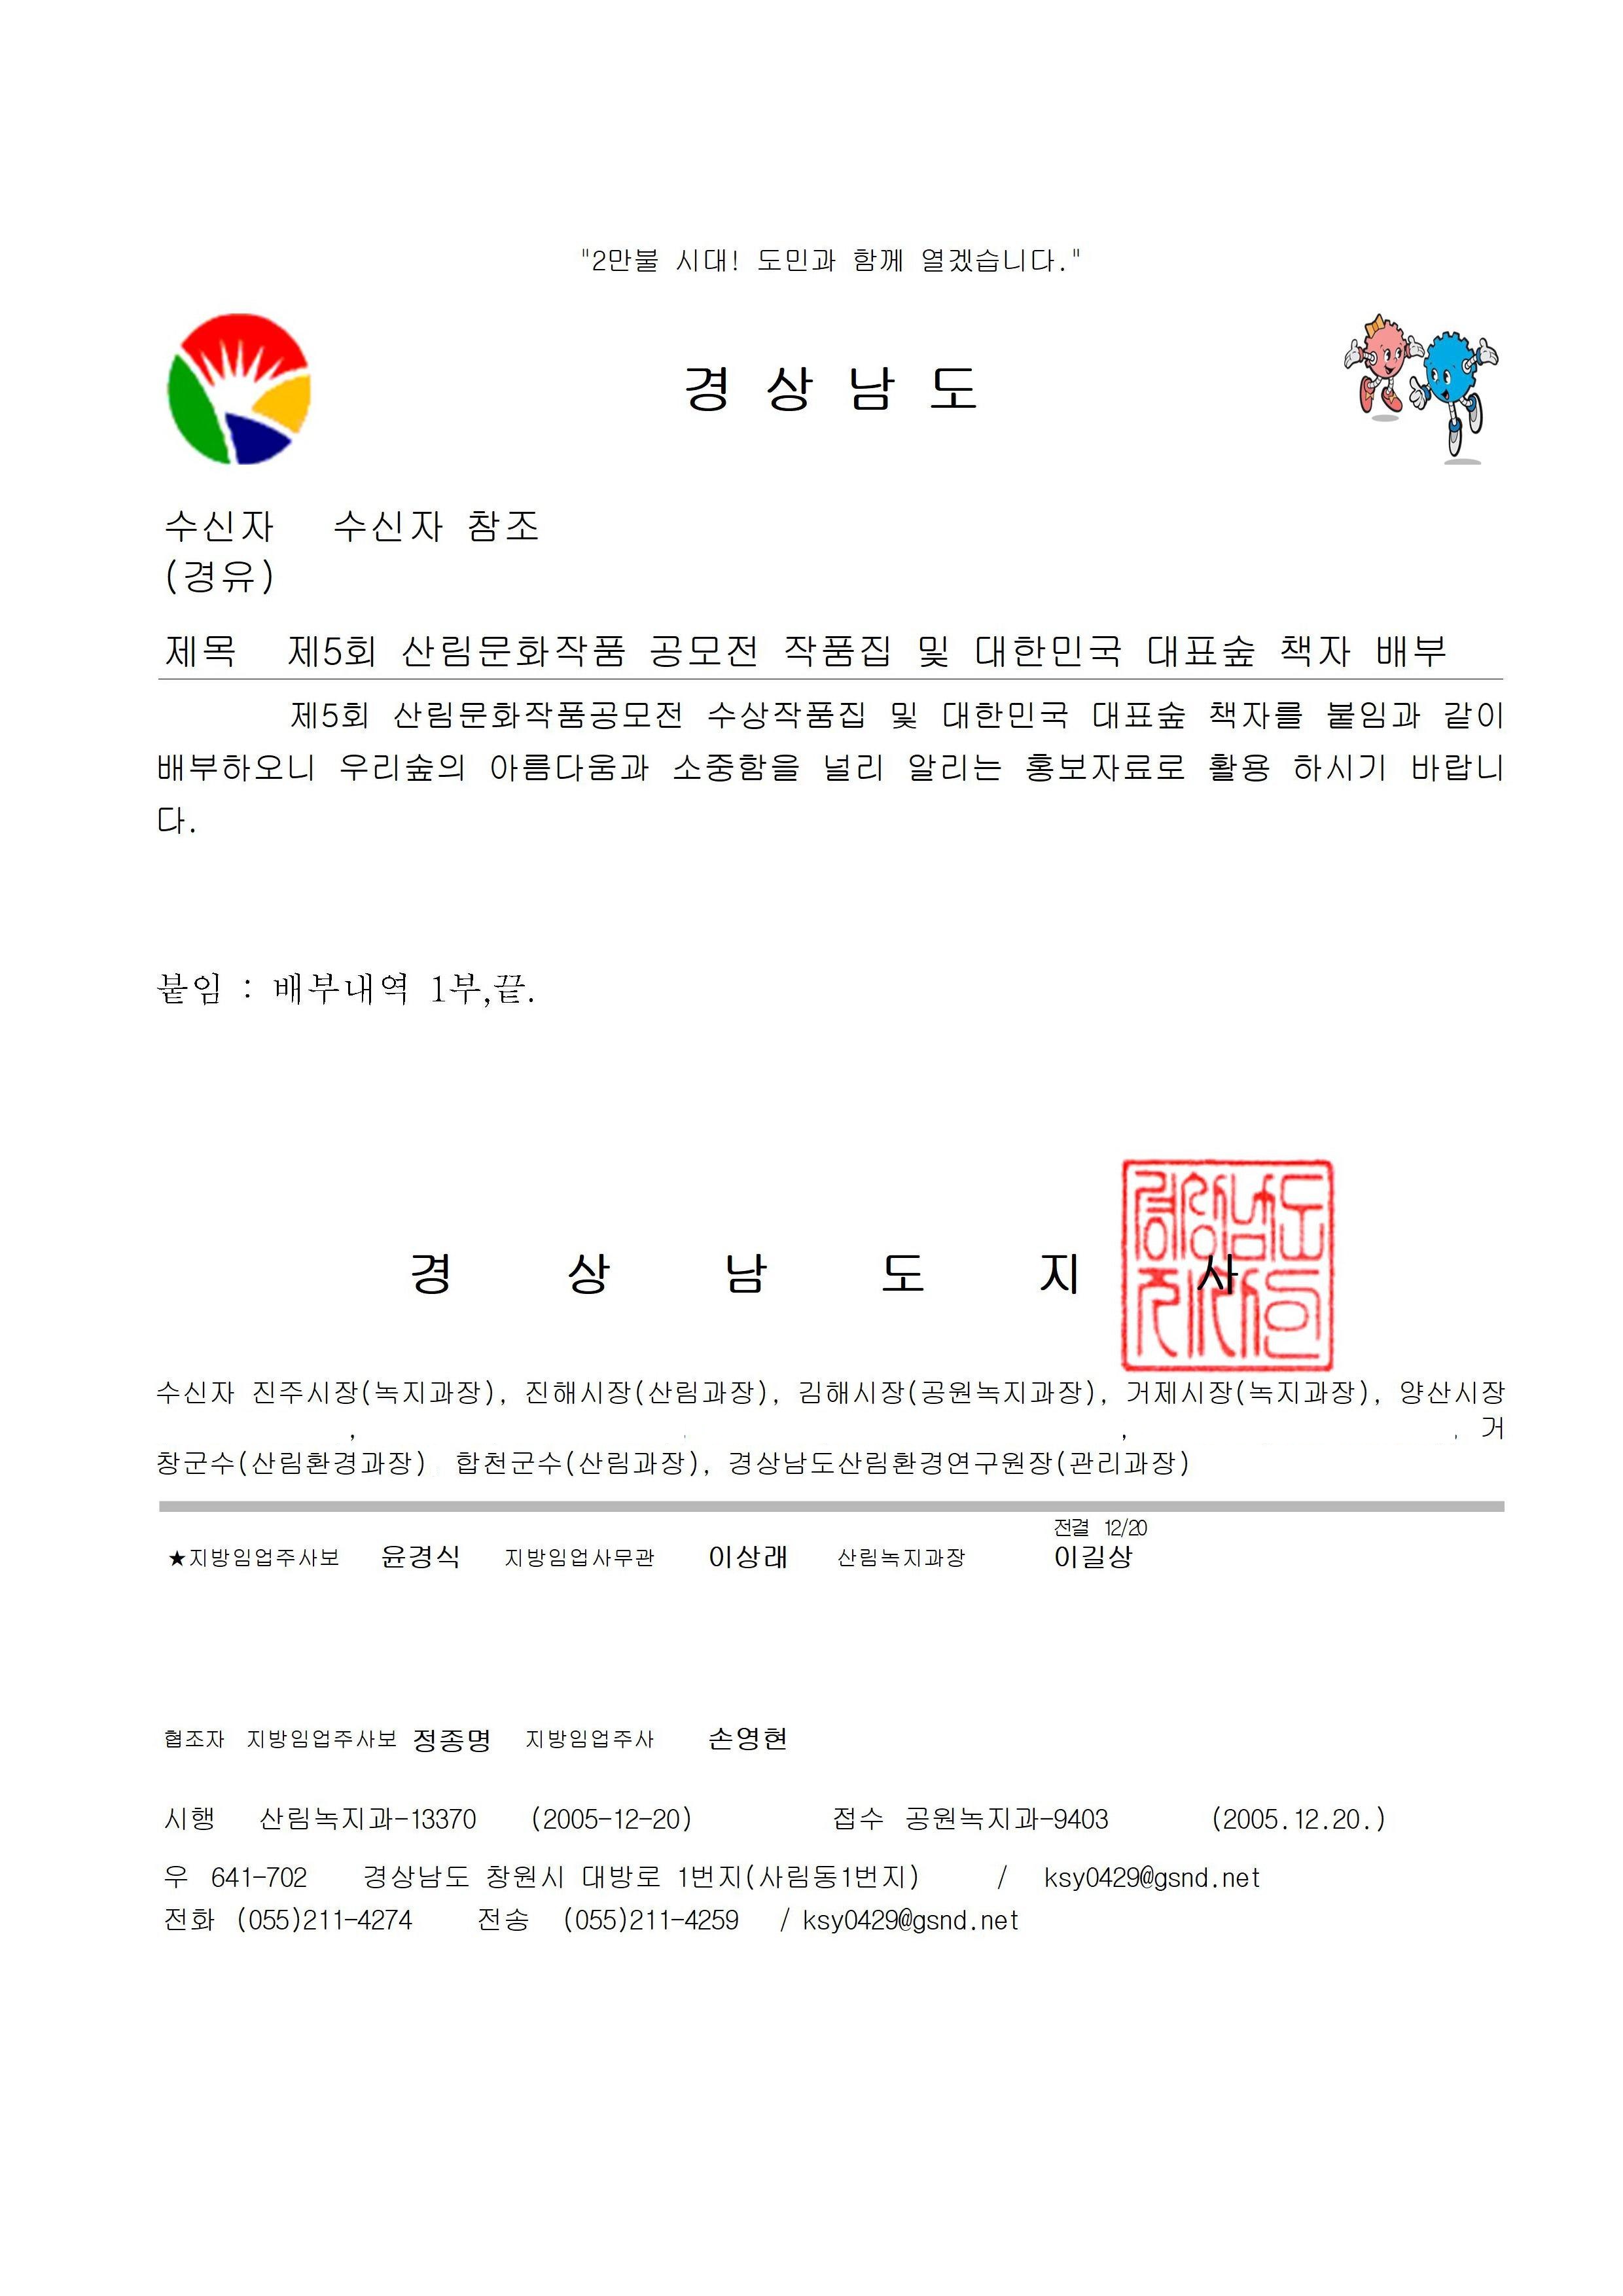 "2만불 시대! 도민과 함께 열겠습니다."
경 상 남 도
수신자 수신자 참조
(경유)
제목 제5회 산림문화작품 공모전 작품집 및 대한민국 대표숲 책자 배부
제5회 산림문화작품공모전 수상작품집 및 대한민국 대표숲 책자를 붙임과 같이
배부하오니 우리숲의 아름다움과 소중함을 널리 알리는 홍보자료로 활용 하시기 바랍니
다.
붙임 : 배부내역 1부,끝.
경 상 남 도 지 사
수신자 진주시장(녹지과장), 진해시장(산림과장), 김해시장(공원녹지과장), 거제시장(녹지과장), 양산시장
, , , , 거
창군수(산림환경과장) 합천군수(산림과장), 경상남도산림환경연구원장(관리과장)
전결 12/20
★지방임업주사보 윤경식 지방임업사무관 이상래 산림녹지과장 이길상
협조자 지방임업주사보 정종명 지방임업주사 손영현
시행 산림녹지과-13370 (2005-12-20) 접수 공원녹지과-9403 (2005.12.20.)
우 641-702 경상남도 창원시 대방로 1번지(사림동1번지) / ksy0429@gsnd.net
전화 (055)211-4274 전송 (055)211-4259 / ksy0429@gsnd.net